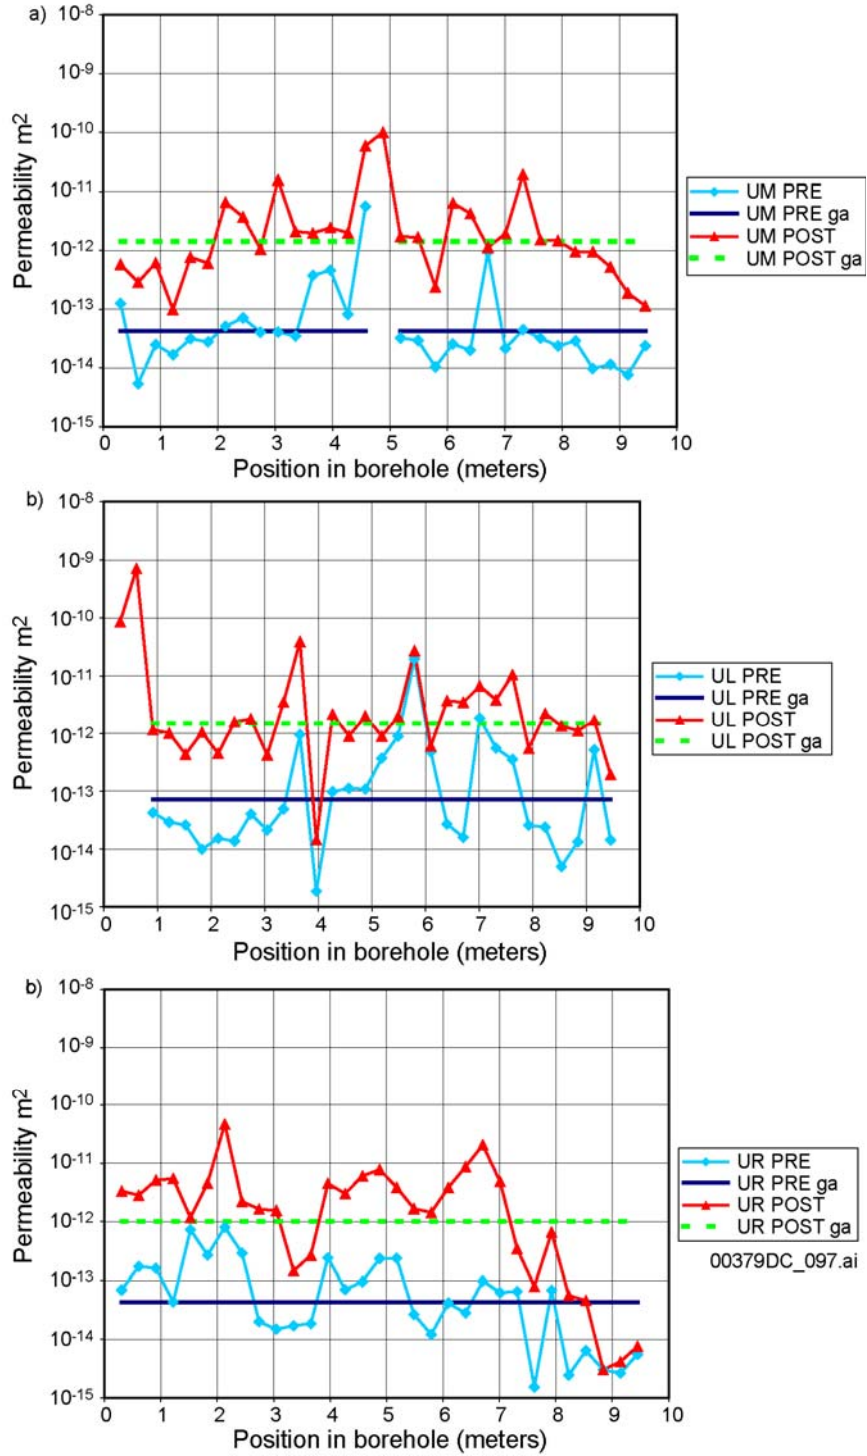 a)
10-8
10-9
10-10
10-11
10-12
10-13
10-14
10-15
Permeability m2
0 1 2 3 4 5 6 7 8 9 10
Position in borehole (meters)
UM PRE
UM PRE ga
UM POST
UM POST ga
b)
10-8
10-9
10-10
10-11
10-12
10-13
10-14
10-15
Permeability m2
0 1 2 3 4 5 6 7 8 9 10
Position in borehole (meters)
UL PRE
UL PRE ga
UL POST
UL POST ga
b)
10-8
10-9
10-10
10-11
10-12
10-13
10-14
10-15
Permeability m2
0 1 2 3 4 5 6 7 8 9 10
Position in borehole (meters)
UR PRE
UR PRE ga
UR POST
UR POST ga
00379DC_097.ai